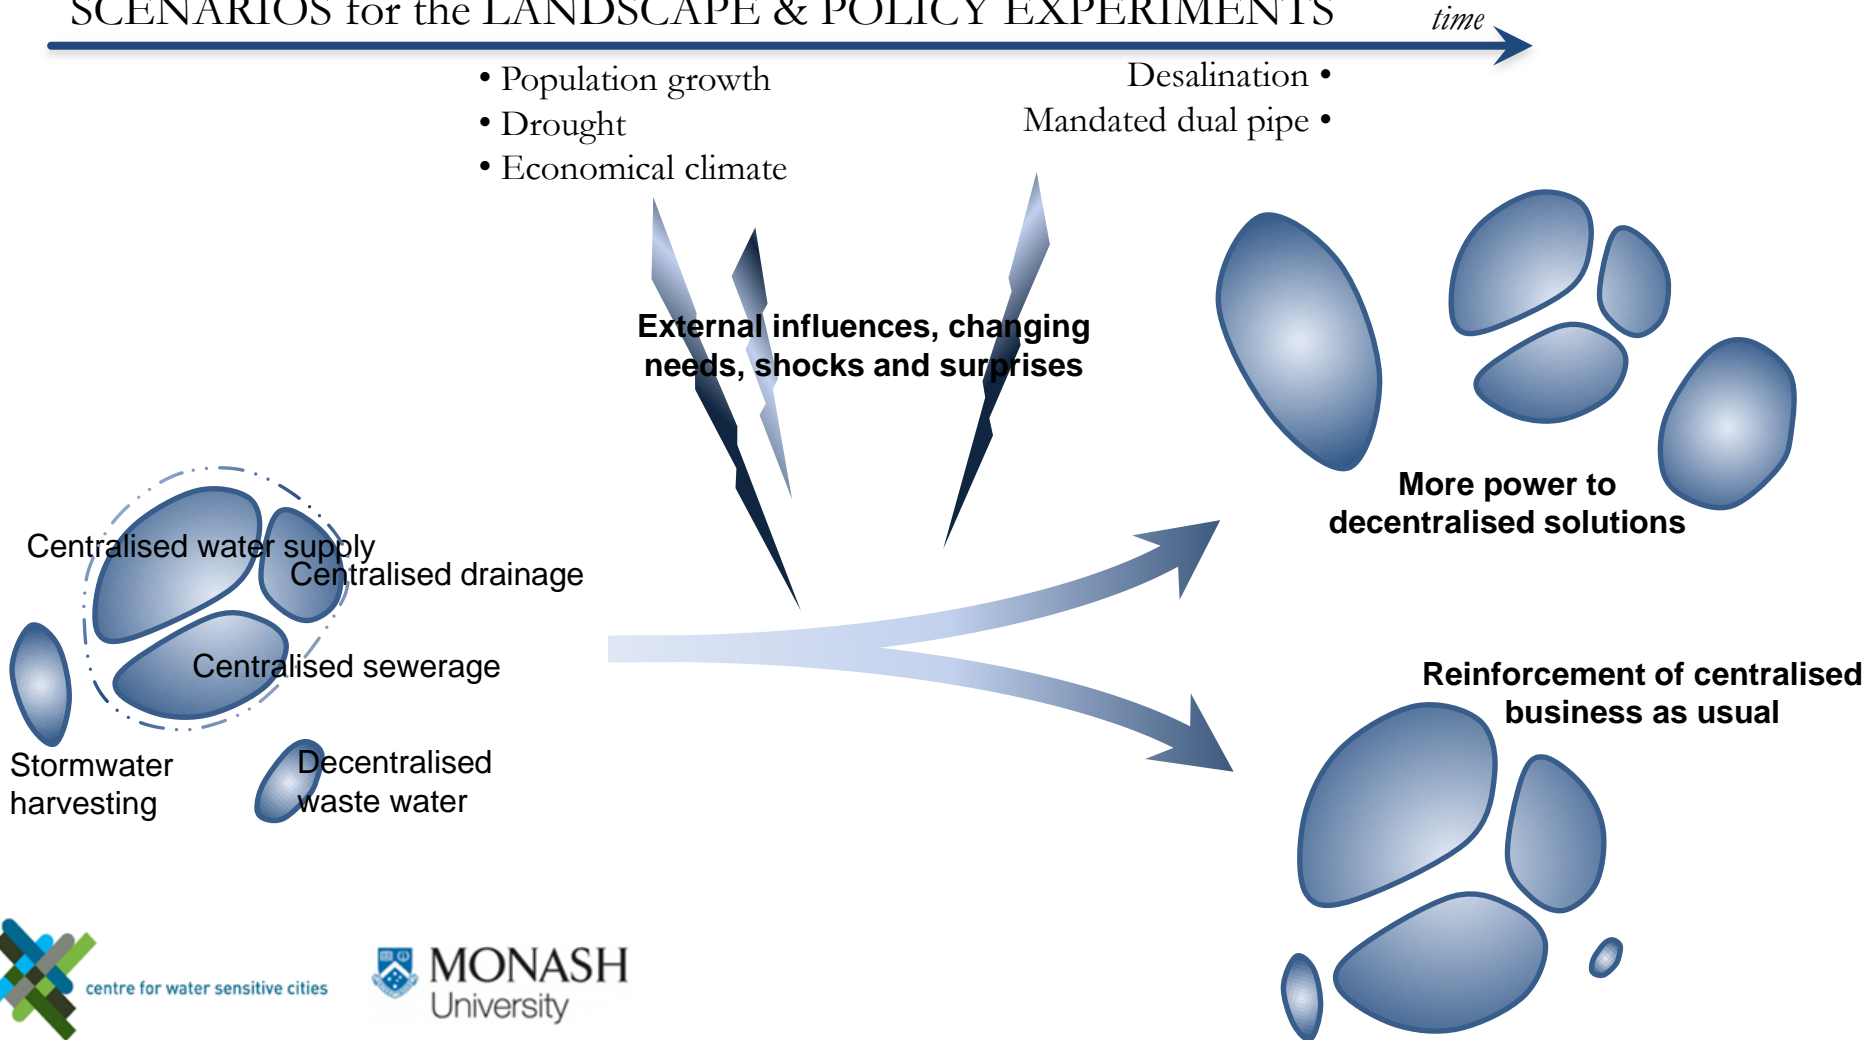 SCENARIOS for the LANDSCAPE & POLICY EXPERIMENTS
time
• Population growth
• Drought
• Economical climate
Desalination •
Mandated dual pipe •
External influences, changing
needs, shocks and surprises
More power to
decentralised solutions
Centralised water supply
Centralised drainage
Centralised sewerage
Stormwater
harvesting
Decentralised
waste water
Reinforcement of centralised
business as usual
centre for water sensitive cities
MONASH
University